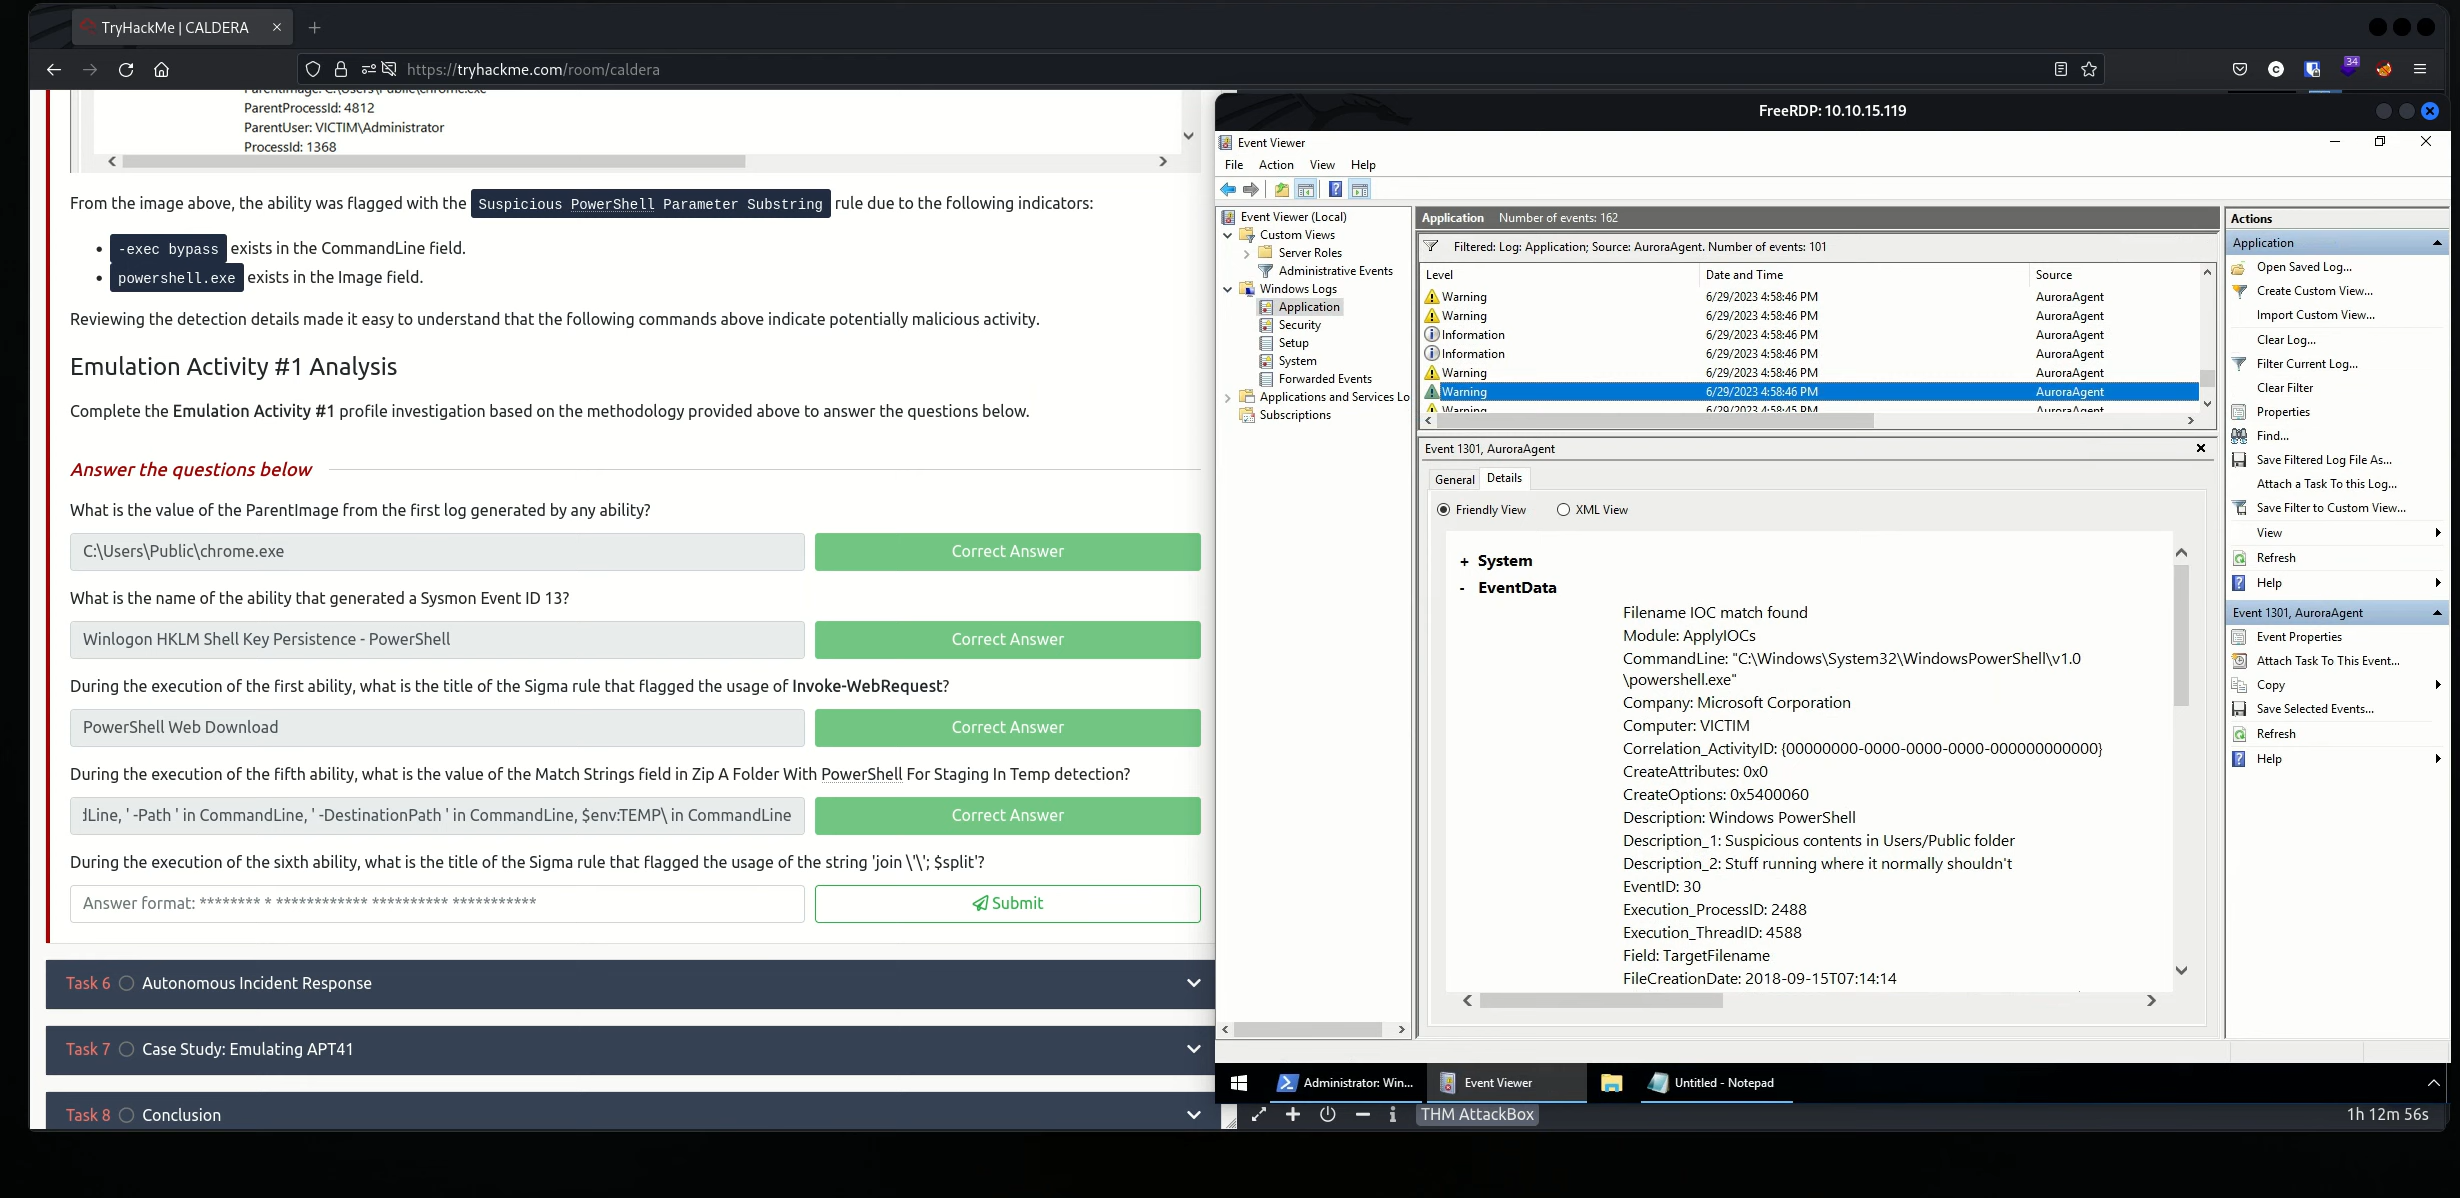 TryHackMe | CALDERA
https://tryhackme.com/room/caldera
34
ParentProcessId: 4812
ParentUser: VICTIM\Administrator
ProcessId: 1368
From the image above, the ability was flagged with the Suspicious PowerShell Parameter Substring rule due to the following indicators:
-exec bypass exists in the CommandLine field.
powershell.exe exists in the Image field.
Reviewing the detection details made it easy to understand that the following commands above indicate potentially malicious activity.
Emulation Activity #1 Analysis
Complete the Emulation Activity #1 profile investigation based on the methodology provided above to answer the questions below.
Answer the questions below
What is the value of the ParentImage from the first log generated by any ability?
C:\Users\Public\chrome.exe
Correct Answer
What is the name of the ability that generated a Sysmon Event ID 13?
Winlogon HKLM Shell Key Persistence - PowerShell
Correct Answer
During the execution of the first ability, what is the title of the Sigma rule that flagged the usage of Invoke-WebRequest?
PowerShell Web Download
Correct Answer
During the execution of the fifth ability, what is the value of the Match Strings field in Zip A Folder With PowerShell For Staging In Temp detection?
dLine, ' -Path ' in CommandLine, ' -DestinationPath ' in CommandLine, $env:TEMP\ in CommandLine
Correct Answer
During the execution of the sixth ability, what is the title of the Sigma rule that flagged the usage of the string 'join \'\'; $split'?
Answer format: ******** * ************ ********** ***********
Submit
Task 6 Autonomous Incident Response
Task 7 Case Study: Emulating APT41
Task 8 Conclusion
FreeRDP: 10.10.15.119
Event Viewer
File Action View Help
Event Viewer (Local)
Custom Views
Server Roles
Administrative Events
Windows Logs
Application
Security
Setup
System
Forwarded Events
Applications and Services Lo
Subscriptions
Application Number of events: 162
Filtered: Log: Application; Source: AuroraAgent. Number of events: 101
Level Date and Time Source
Warning 6/29/2023 4:58:46 PM AuroraAgent
Warning 6/29/2023 4:58:46 PM AuroraAgent
Information 6/29/2023 4:58:46 PM AuroraAgent
Information 6/29/2023 4:58:46 PM AuroraAgent
Warning 6/29/2023 4:58:46 PM AuroraAgent
Warning 6/29/2023 4:58:46 PM AuroraAgent
Warning 6/29/2023 4:58:45 PM AuroraAgent
Event 1301, AuroraAgent
General Details
Friendly View XML View
+ System
- EventData
Filename IOC match found
Module: ApplyIOCs
CommandLine: "C:\Windows\System32\WindowsPowerShell\v1.0
\powershell.exe"
Company: Microsoft Corporation
Computer: VICTIM
Correlation_ActivityID: {00000000-0000-0000-0000-000000000000}
CreateAttributes: 0x0
CreateOptions: 0x5400060
Description: Windows PowerShell
Description_1: Suspicious contents in Users/Public folder
Description_2: Stuff running where it normally shouldn't
EventID: 30
Execution_ProcessID: 2488
Execution_ThreadID: 4588
Field: TargetFilename
FileCreationDate: 2018-09-15T07:14:14
Actions
Application
Open Saved Log...
Create Custom View...
Import Custom View...
Clear Log...
Filter Current Log...
Clear Filter
Properties
Find...
Save Filtered Log File As...
Attach a Task To this Log...
Save Filter to Custom View...
View
Refresh
Help
Event 1301, AuroraAgent
Event Properties
Attach Task To This Event...
Copy
Save Selected Events...
Refresh
Help
Administrator: Win...
Event Viewer
Untitled - Notepad
THM AttackBox
1h 12m 56s